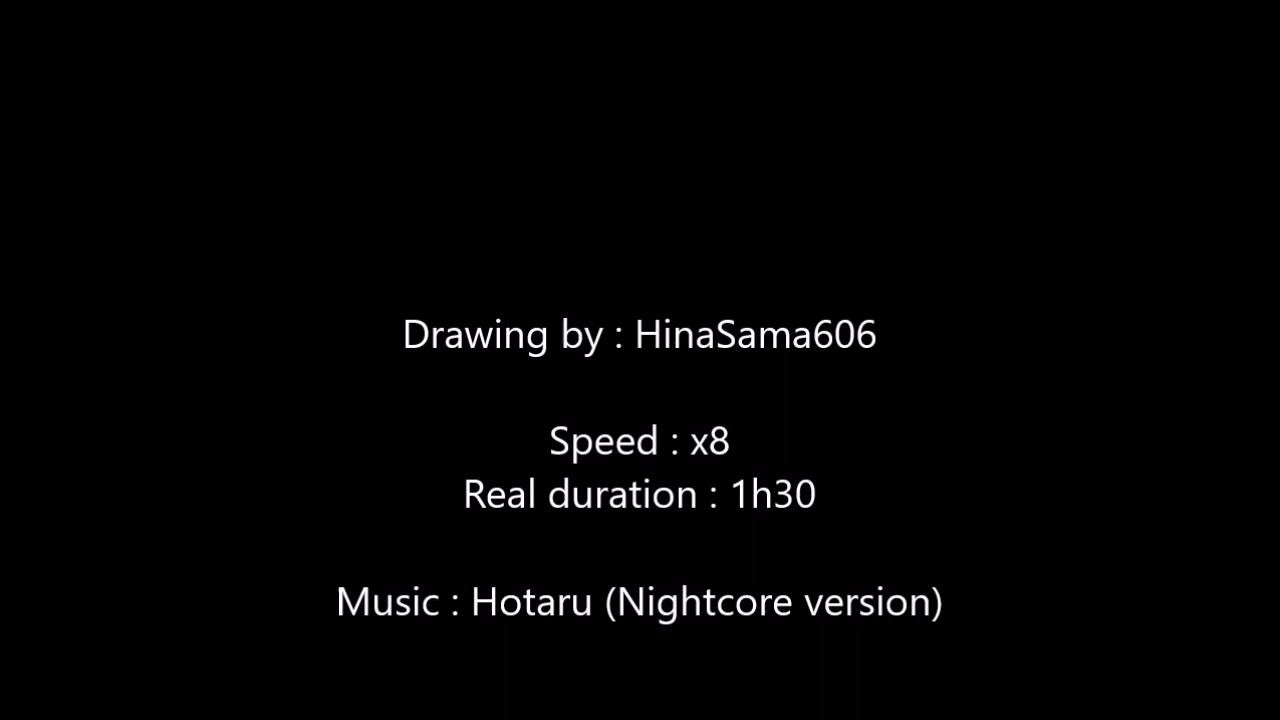 Drawing by : HinaSama606
Speed : x8
Real duration : 1h30
Music : Hotaru (Nightcore version)